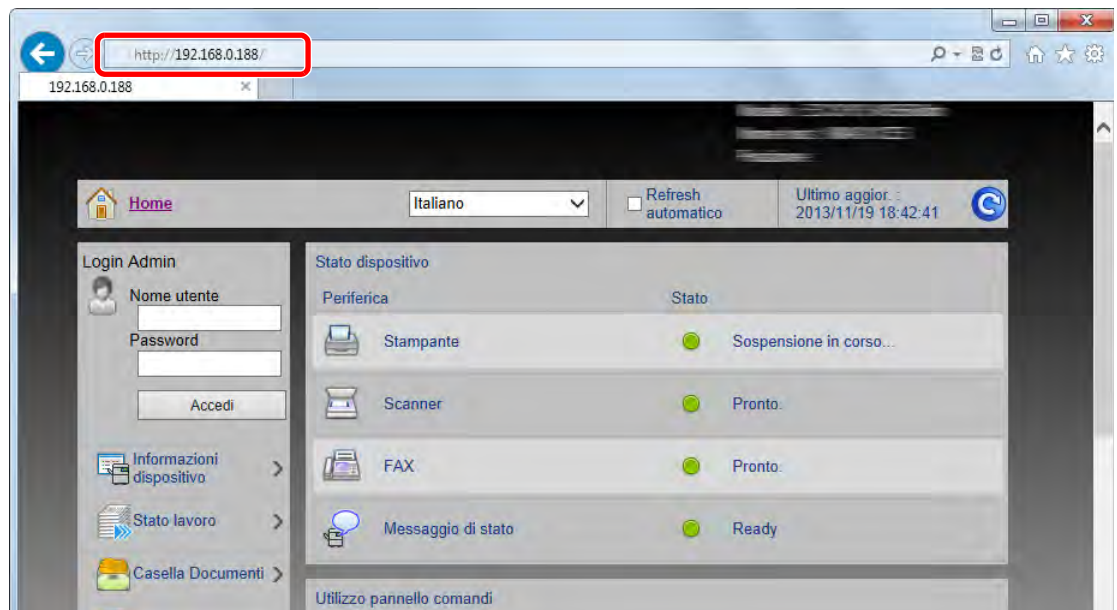 http://192.168.0.188/
192.168.0.188
Home
Italiano
Refresh
automatico
Ultimo aggior. :
2013/11/19 18:42:41
Login Admin
Nome utente
Password
Accedi
Informazioni
dispositivo
Stato lavoro
Casella Documenti
Stato dispositivo
Periferica Stato
Stampante Sospensione in corso...
Scanner Pronto.
FAX Pronto.
Messaggio di stato Ready
Utilizzo pannello comandi